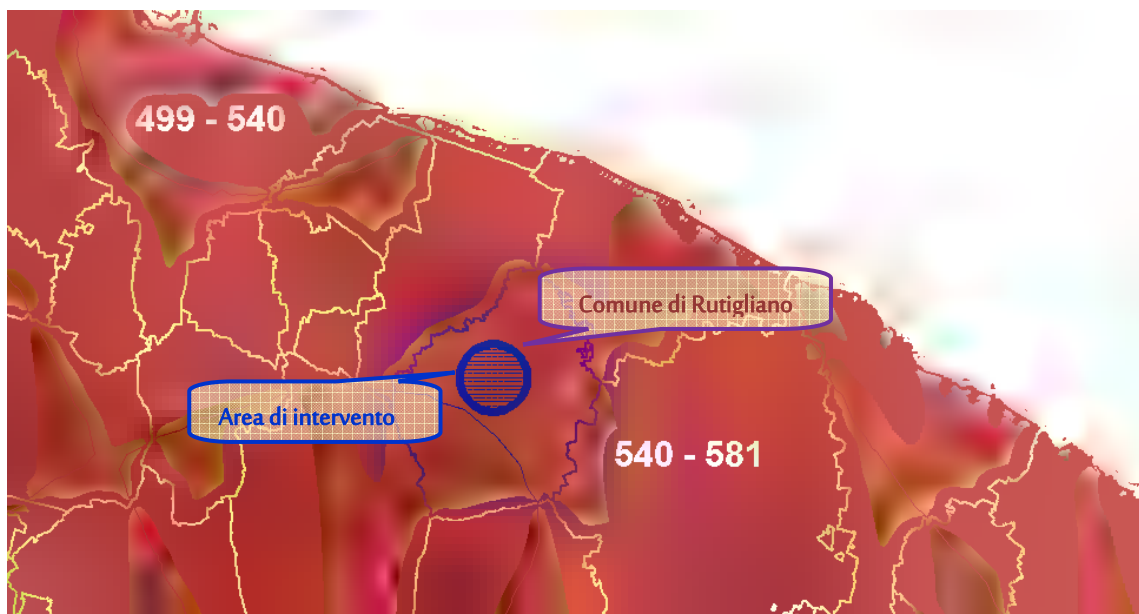 499 - 540
Comune di Rutigliano
Area di intervento
540 - 581